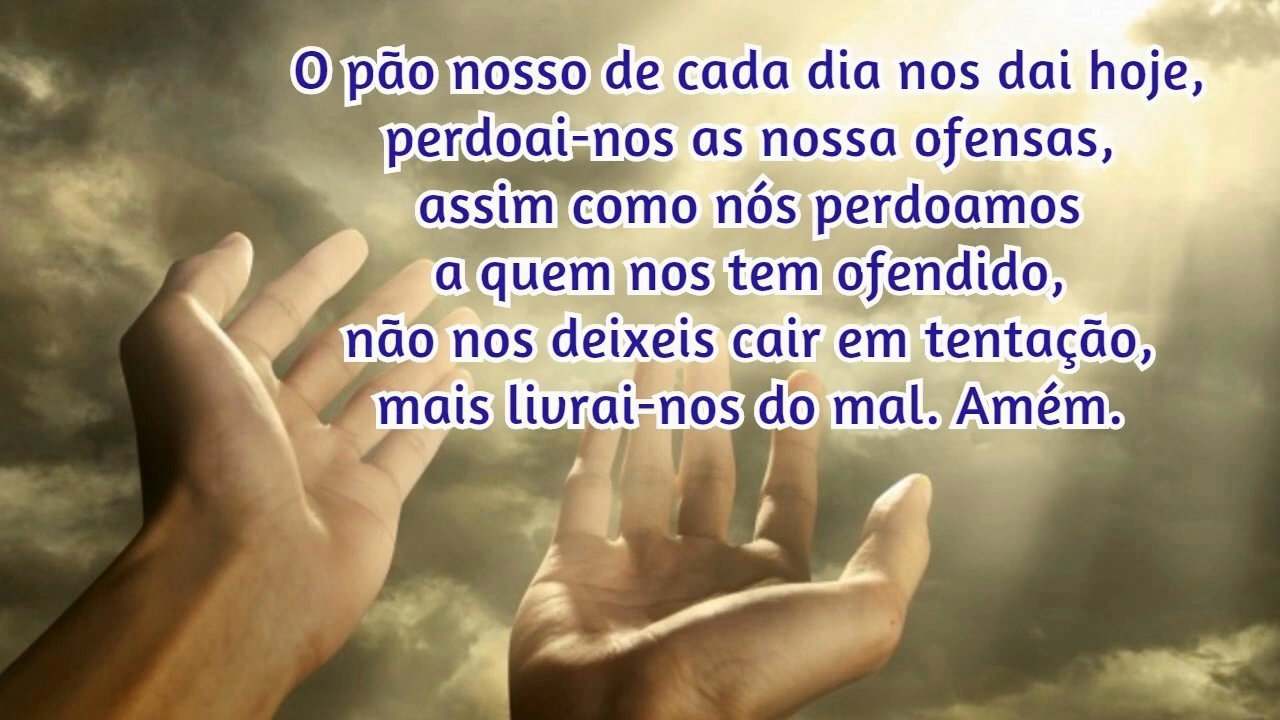 O pão nosso de cada dia nos dai hoje,
perdoai-nos as nossa ofensas,
assim como nós perdoamos
a quem nos tem ofendido,
não nos deixeis cair em tentação,
mais livrai-nos do mal. Amém.